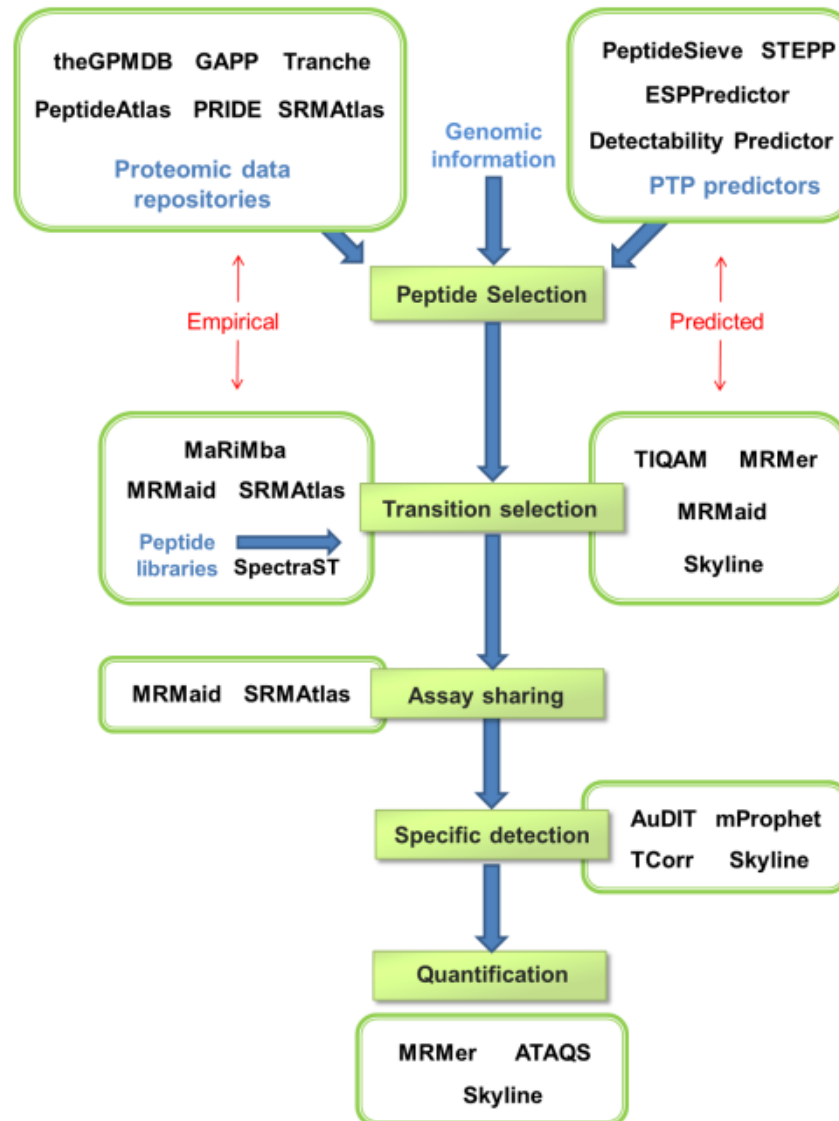 theGPMDB GAPP Tranche
PeptideAtlas PRIDE SRMAtlas
Proteomic data
repositories
Genomic
information
PeptideSieve STEPP
ESPPredictor
Detectability Predictor
PTP predictors
Peptide Selection
Empirical
Predicted
MaRiMba
MRMaid SRMAtlas
Peptide
libraries
SpectraST
Transition selection
TIQAM MRMer
MRMaid
Skyline
MRMaid SRMAtlas
Assay sharing
Specific detection
AuDIT mProphet
TCorr Skyline
Quantification
MRMer ATAQS
Skyline